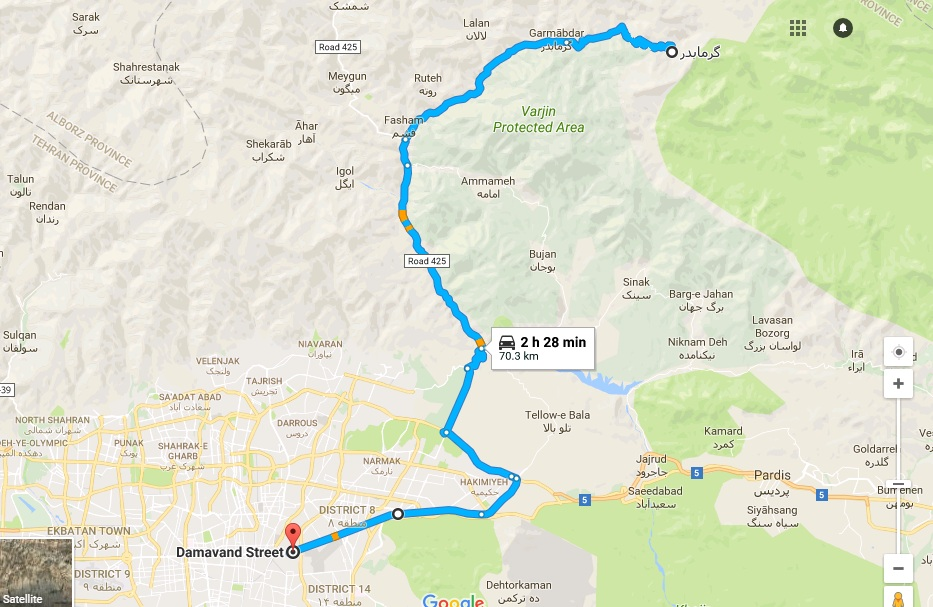 شمشک
Sarak
سرک
Lalan
لالان
Garmābdar
گرماندر
گرمابدر
PROVINCE
PROVINCE
Road 425
Shahrestanak
شهرستانک
Meygun
میگون
Ruteh
روته
Varjin
Protected Area
Fasham
فشم
Āhar
آهار
ALBORZ PROVINCE
TEHRAN PROVINCE
Shekarāb
شکراب
Igol
ایگل
Ammameh
امامه
Talun
تالون
Rendan
رندان
Road 425
Bujan
بوجان
Sinak
سینک
Barg-e Jahan
برگ جهان
Lavasan
Bozorg
لواسان بزرگ
Niknam Deh
نیکنامده
Irā
ایراء
Sulqan
سولقان
NIAVARAN
نیاوران
2 h 28 min
70.3 km
VELENJAK
ولنجک
TAJRISH
تجریش
39
SA'ADAT ABAD
سعادت آباد
Tellow-e Bala
تلو بالا
NORTH SHAHRAN
شهران شمالی
DARROUS
دروس
Kamard
کمرد
DEH-YE-OLYMPIC
دهکده المپیک
PUNAK
پونک
SHAHRAK-E
GHARB
شهرک غرب
NARMAK
نارمک
Jajrud
جاجرود
Goldarreh
گلدره
HAKIMIYEH
حکیمیه
5
Pardis
پردیس
Saeedabad
سعیدآباد
5
5
Bumehen
بومهن
DISTRICT 8
منطقه ۸
Siyāhsang
سیاه سنگ
EKBATAN TOWN
شهرک اکباتان
Damavand Street
DISTRICT 9
منطقه ۹
DISTRICT 14
منطقه ۱۴
Dehtorkaman
ده ترکمن
Satellite
Google